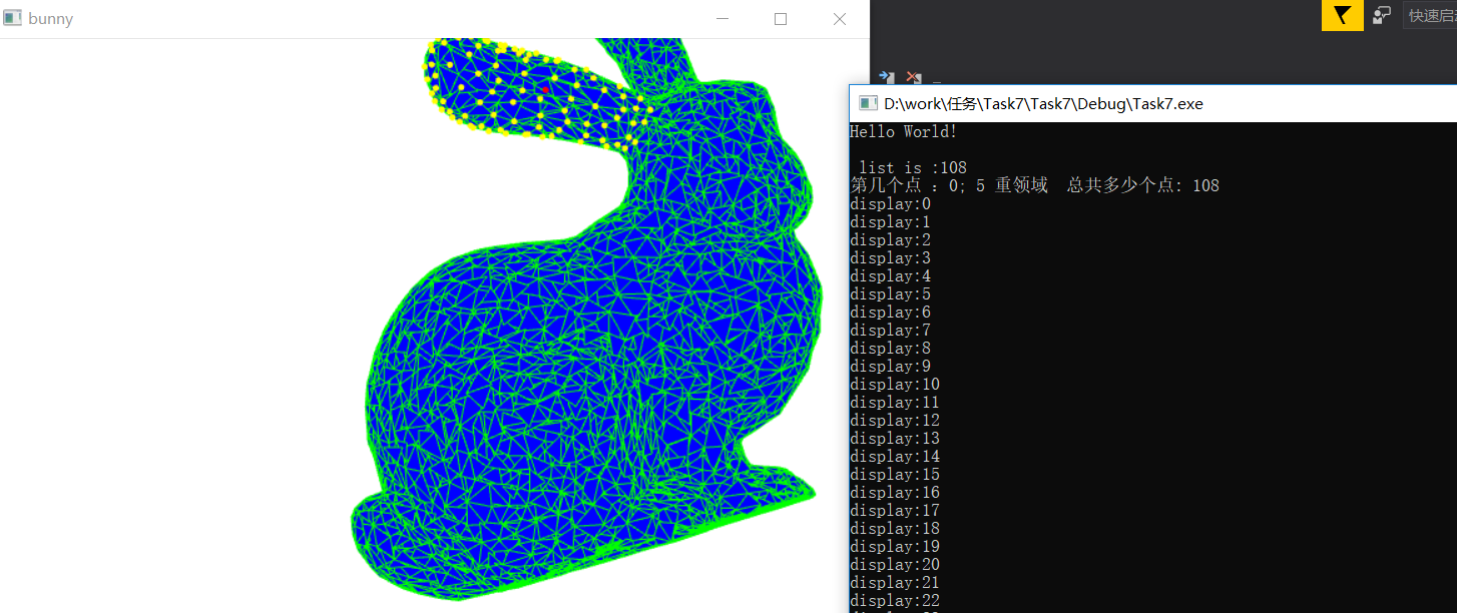 bunny
快速启
D:\work\任务\Task7\Task7\Debug\Task7.exe
Hello World!
list is :108
第几个点 : 0; 5 重领域  总共多少个点: 108
display:0
display:1
display:2
display:3
display:4
display:5
display:6
display:7
display:8
display:9
display:10
display:11
display:12
display:13
display:14
display:15
display:16
display:17
display:18
display:19
display:20
display:21
display:22